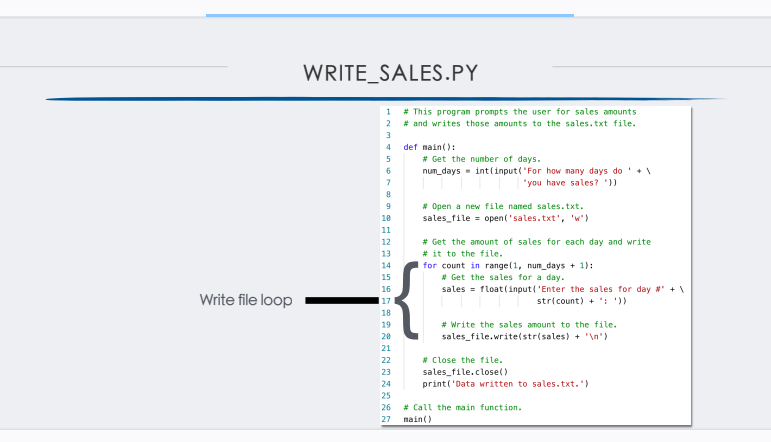 WRITE_SALES.PY
1 # This program prompts the user for sales amounts
2 # and writes those amounts to the sales.txt file.
3
4 def main():
5     # Get the number of days.
6     num_days = int(input('For how many days do ' + \
7                          'you have sales? '))
8
9     # Open a new file named sales.txt.
10     sales_file = open('sales.txt', 'w')
11
12     # Get the amount of sales for each day and write
13     # it to the file.
14     for count in range(1, num_days + 1):
15         # Get the sales for a day.
16         sales = float(input('Enter the sales for day #' + \
Write file loop
17                             str(count) + ': '))
18
19         # Write the sales amount to the file.
20         sales_file.write(str(sales) + '\n')
21
22     # Close the file.
23     sales_file.close()
24     print('Data written to sales.txt.')
25
26 # Call the main function.
27 main()